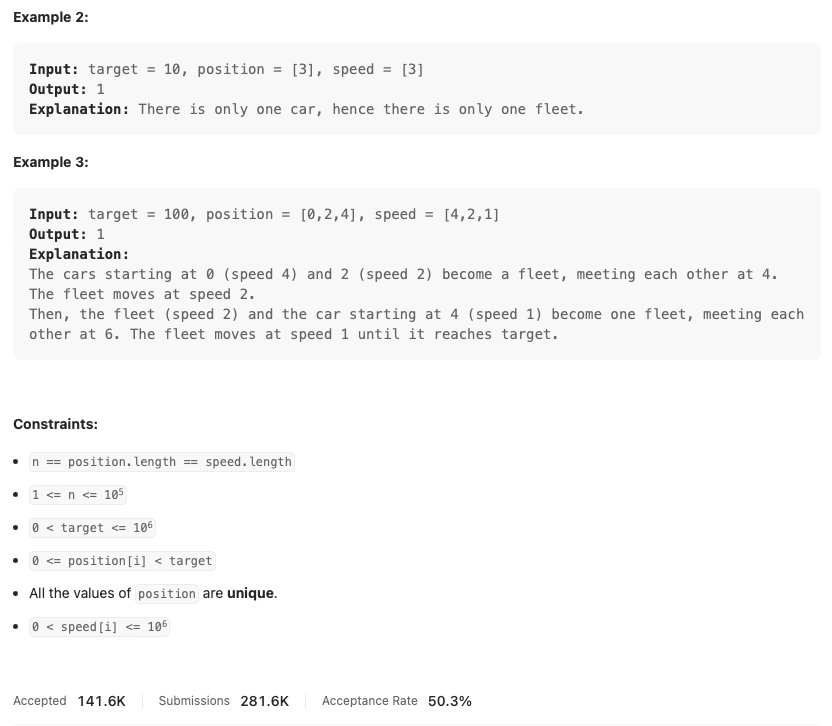 Example 2:
Input: target = 10, position = [3], speed = [3]
Output: 1
Explanation: There is only one car, hence there is only one fleet.
Example 3:
Input: target = 100, position = [0,2,4], speed = [4,2,1]
Output: 1
Explanation:
The cars starting at 0 (speed 4) and 2 (speed 2) become a fleet, meeting each other at 4.
The fleet moves at speed 2.
Then, the fleet (speed 2) and the car starting at 4 (speed 1) become one fleet, meeting each
other at 6. The fleet moves at speed 1 until it reaches target.
Constraints:
• n == position.length == speed.length
• 1 <= n <= 10⁵
• 0 < target <= 10⁶
• 0 <= position[i] < target
• All the values of position are unique.
• 0 < speed[i] <= 10⁶
Accepted 141.6K Submissions 281.6K Acceptance Rate 50.3%